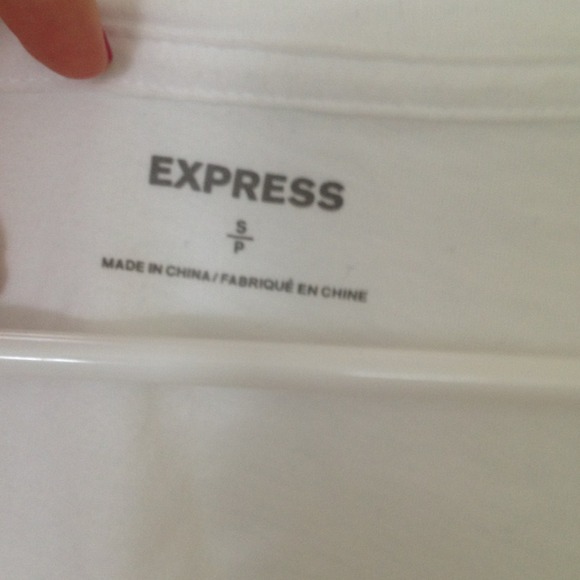 EXPRESS
S
P
MADE IN CHINA/FABRIQUÉ EN CHINE